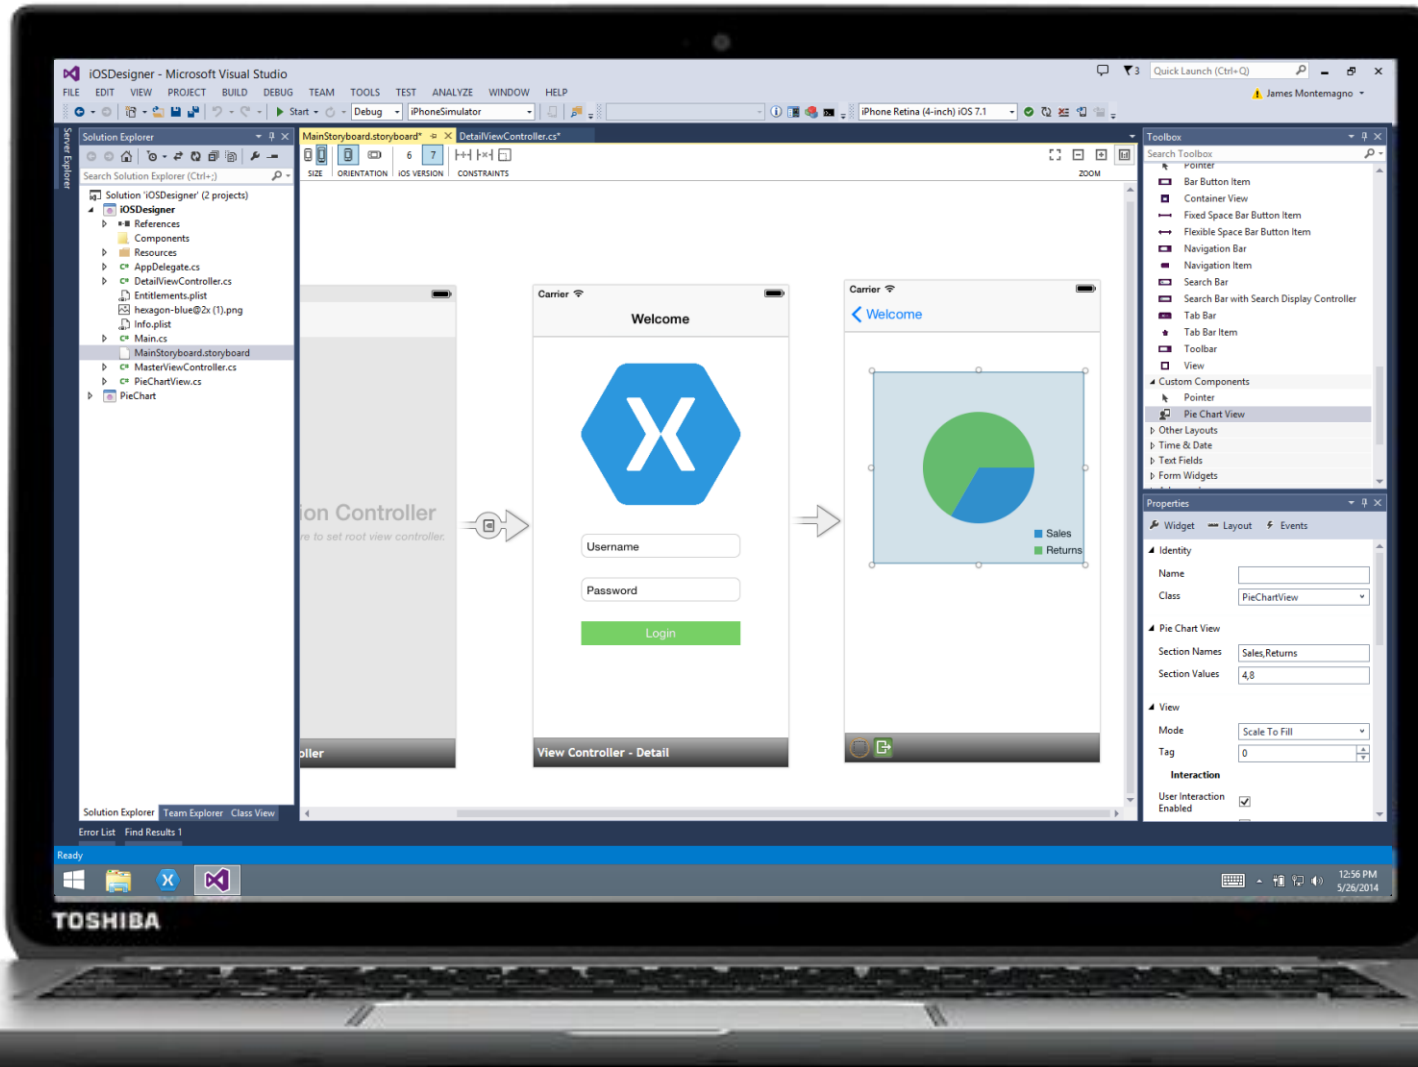 iOSDesigner - Microsoft Visual Studio
3
Quick Launch (Ctrl+Q)
FILE EDIT VIEW PROJECT BUILD DEBUG TEAM TOOLS TEST ANALYZE WINDOW HELP
James Montemagno
Start
Debug
iPhoneSimulator
iPhone Retina (4-inch) iOS 7.1
Server Explorer
Solution Explorer
Search Solution Explorer (Ctrl+;)
Solution 'iOSDesigner' (2 projects)
iOSDesigner
References
Components
Resources
C# AppDelegate.cs
C# DetailViewController.cs
Entitlements.plist
hexagon-blue@2x (1).png
Info.plist
C# Main.cs
MainStoryboard.storyboard
C# MasterViewController.cs
C# PieChartView.cs
PieChart
Solution Explorer Team Explorer Class View
MainStoryboard.storyboard* DetailViewController.cs*
6 7
SIZE ORIENTATION iOS VERSION CONSTRAINTS
ZOOM
ion Controller
re to set root view controller.
oller
Carrier
Welcome
X
Username
Password
Login
View Controller - Detail
Carrier
Welcome
Sales
Returns
Toolbox
Search Toolbox
Pointer
Bar Button Item
Container View
Fixed Space Bar Button Item
Flexible Space Bar Button Item
Navigation Bar
Navigation Item
Search Bar
Search Bar with Search Display Controller
Tab Bar
Tab Bar Item
Toolbar
View
Custom Components
Pointer
Pie Chart View
Other Layouts
Time & Date
Text Fields
Form Widgets
Properties
Widget Layout Events
Identity
Name
Class PieChartView
Pie Chart View
Section Names Sales,Returns
Section Values 4,8
View
Mode Scale To Fill
Tag 0
Interaction
User Interaction
Enabled
Error List Find Results 1
Ready
12:56 PM
5/26/2014
TOSHIBA